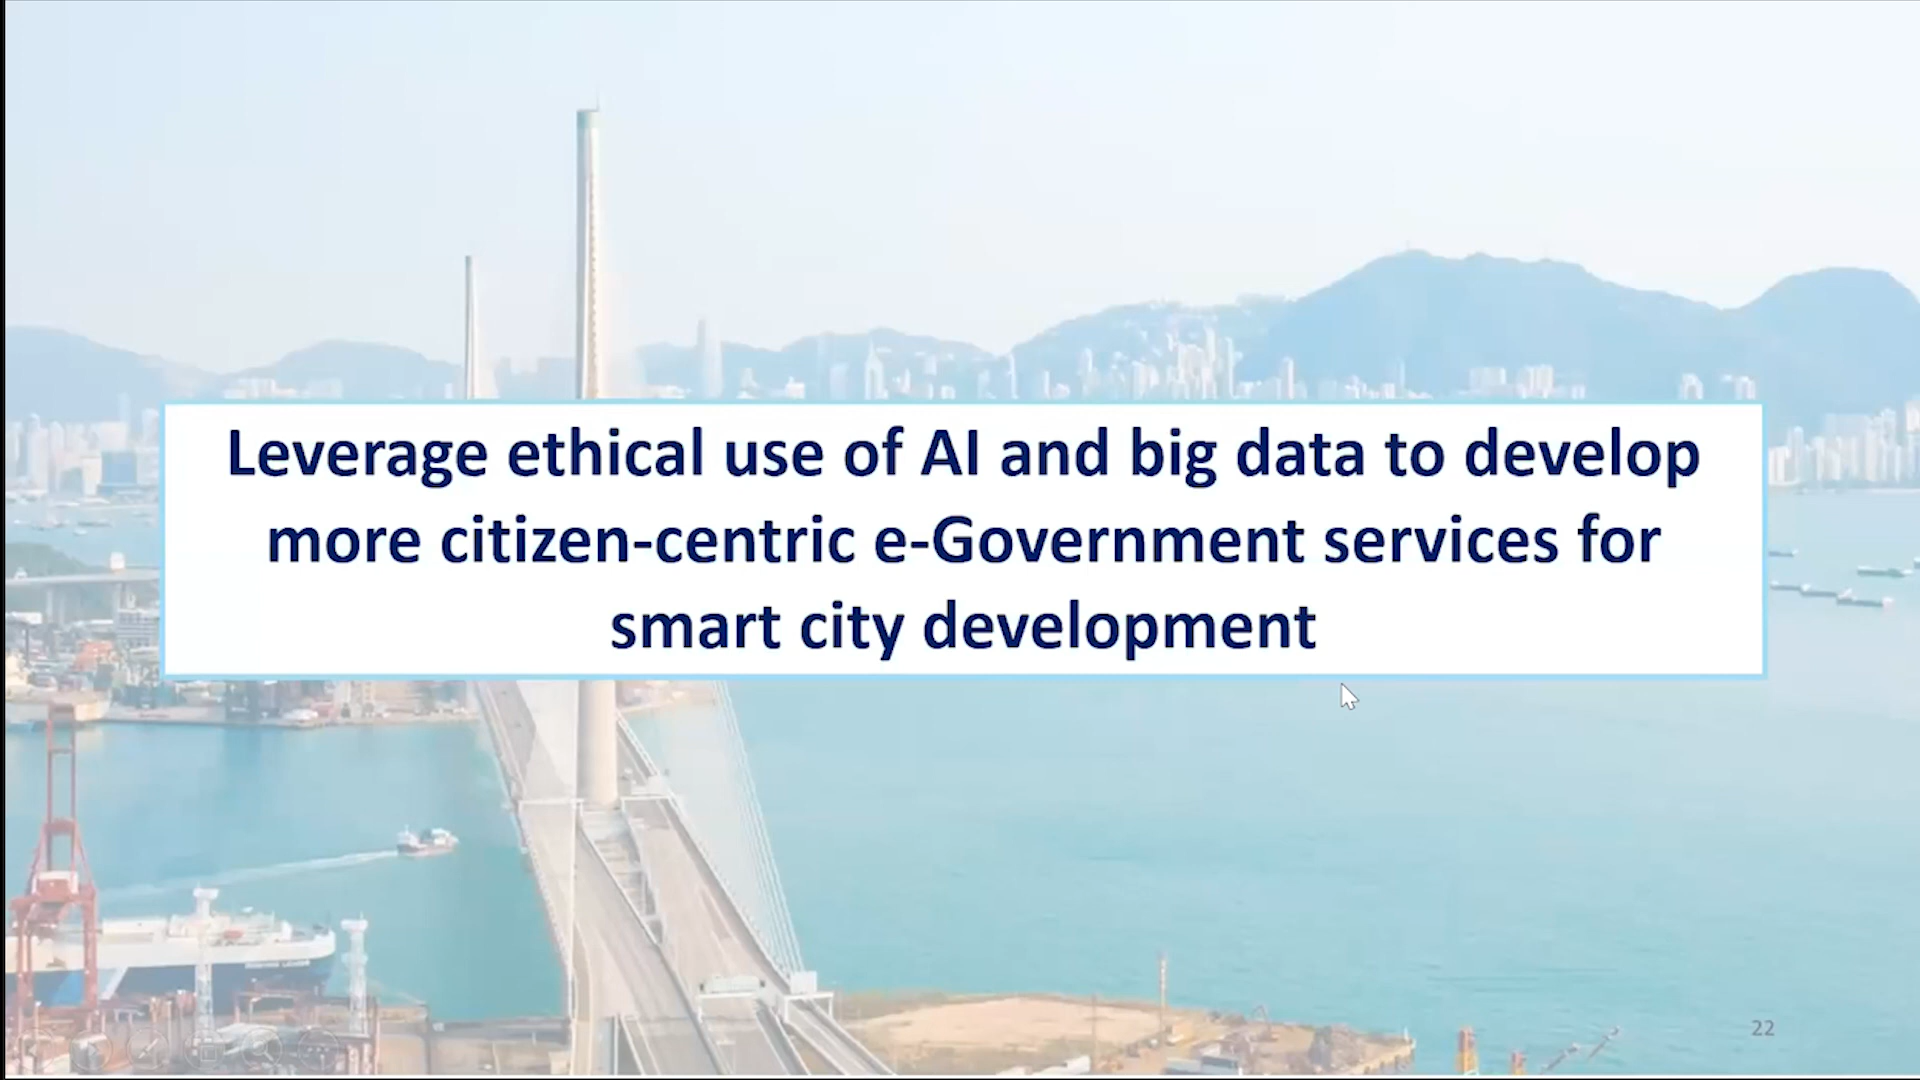 Leverage ethical use of AI and big data to develop
more citizen-centric e-Government services for
smart city development
22